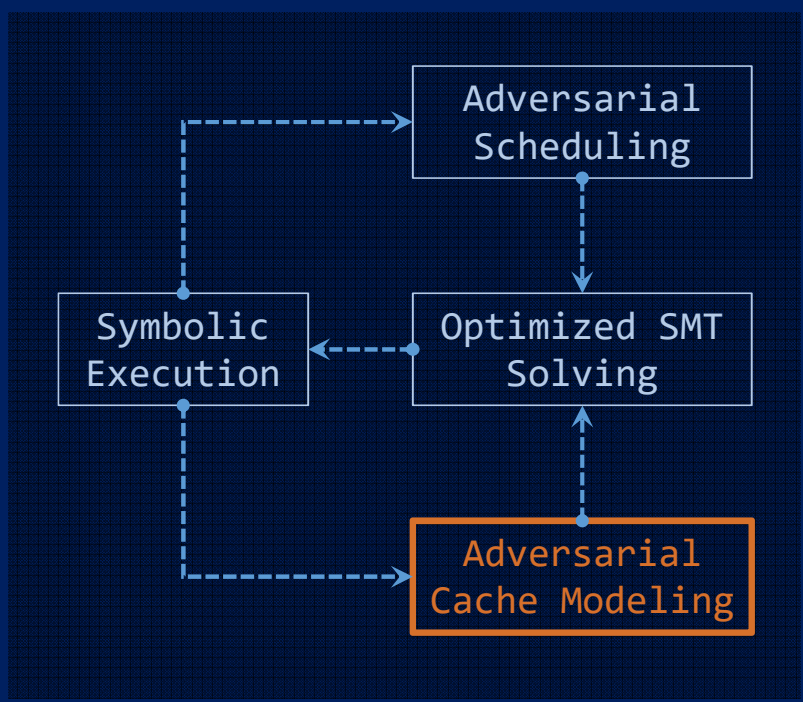 Adversarial
Scheduling
Symbolic
Execution
Optimized SMT
Solving
Adversarial
Cache Modeling